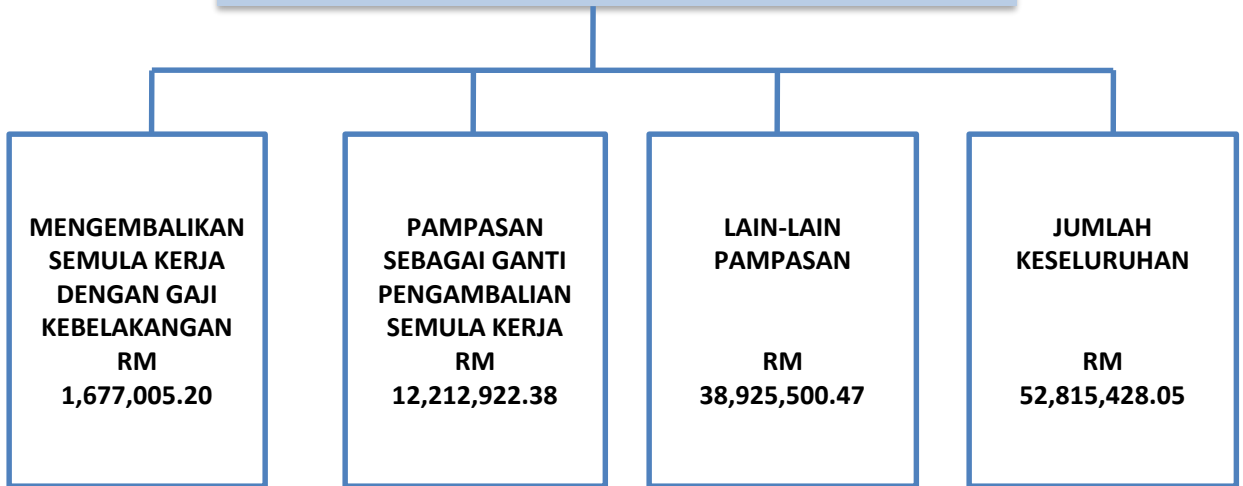 MENGEMBALIKAN
SEMULA KERJA
DENGAN GAJI
KEBELAKANGAN
RM
1,677,005.20
PAMPASAN
SEBAGAI GANTI
PENGAMBALIAN
SEMULA KERJA
RM
12,212,922.38
LAIN-LAIN
PAMPASAN
RM
38,925,500.47
JUMLAH
KESELURUHAN
RM
52,815,428.05